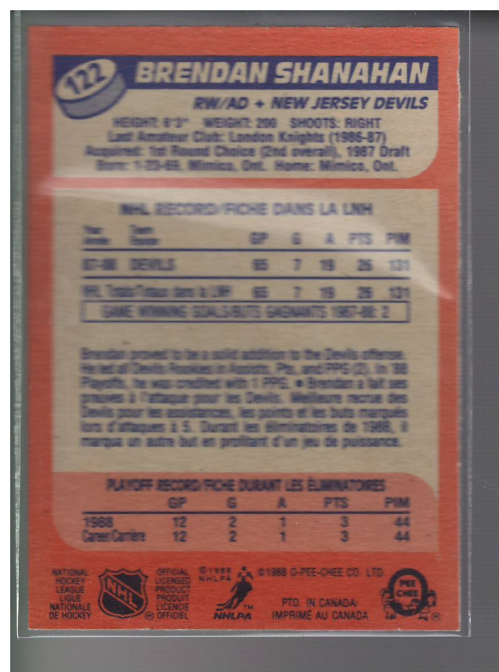 122
BRENDAN SHANAHAN
RW/AD + NEW JERSEY DEVILS
HEIGHT: 6'3" WEIGHT: 200 SHOOTS: RIGHT
Last Amateur Club: London Knights (1986-87)
Acquired: 1st Round Choice (2nd overall), 1987 Draft
Born: 1-23-69, Mimico, Ont. Home: Mimico, Ont.
NHL RECORD/FICHE DANS LA LNH
Year Team
Année Équipe GP G A PTS PIM
87-88 DEVILS 65 7 19 26 131
NHL Totals/Totaux dans la LNH 65 7 19 26 131
GAME WINNING GOALS/BUTS GAGNANTS 1987-88: 2
Brendan proved to be a solid addition to the Devils offense.
He led all Devils Rookies in Assists, Pts, and PPG (2). In '88
Playoffs, he was credited with 1 PPG. • Brendan a fait ses
preuves à l'attaque pour les Devils. Meilleure recrue des
Devils pour les assistances, les points et les buts marqués
lors d'attaques à 5. Durant les éliminatoires de 1988, il
marqua un autre but en profitant d'un jeu de puissance.
PLAYOFF RECORD/FICHE DURANT LES ÉLIMINATOIRES
GP G A PTS PIM
1988 12 2 1 3 44
Career/Carrière 12 2 1 3 44
NATIONAL
HOCKEY
LEAGUE
LIGUE
NATIONALE
DE HOCKEY
NHL
®
OFFICIAL
LICENSED
PRODUCT
PRODUIT
LICENCIÉ
OFFICIEL
© 1988
NHLPA
TM
NHLPA
© 1988 O-PEE-CHEE CO. LTD.
PTD. IN CANADA/
IMPRIMÉ AU CANADA
O
PEE
CHEE
®